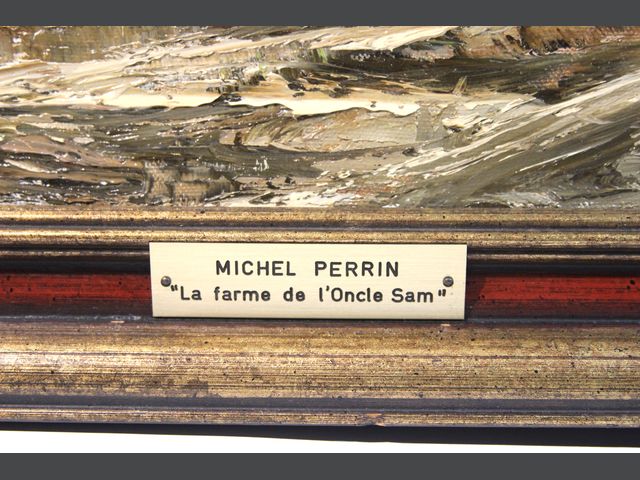 MICHEL PERRIN
"La farme de l'Oncle Sam"